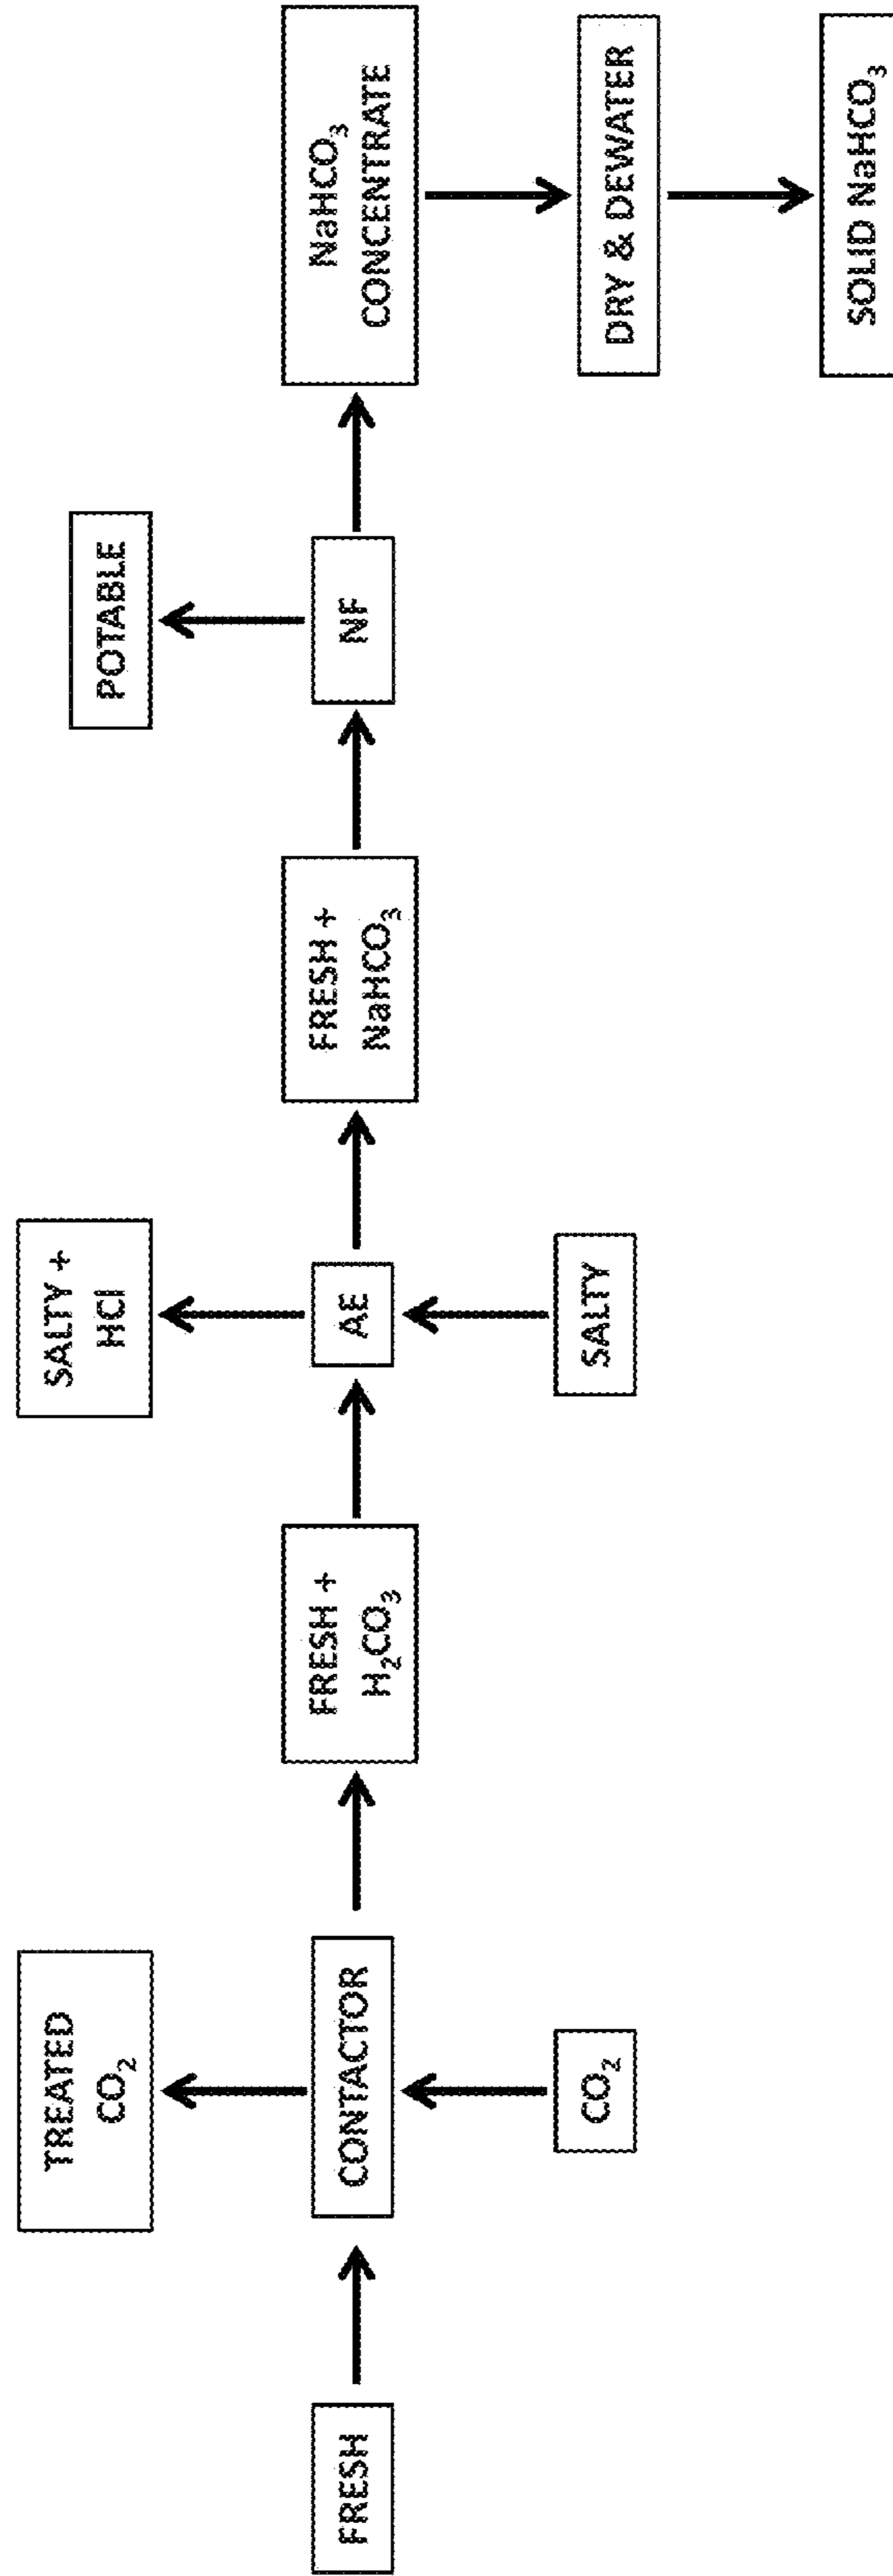 FRESH
CONTACTOR
TREATED
CO₂
CO₂
FRESH +
H₂CO₃
AE
SALTY +
HCl
SALTY
FRESH +
NaHCO₃
NF
POTABLE
NaHCO₃
CONCENTRATE
DRY & DEWATER
SOLID NaHCO₃